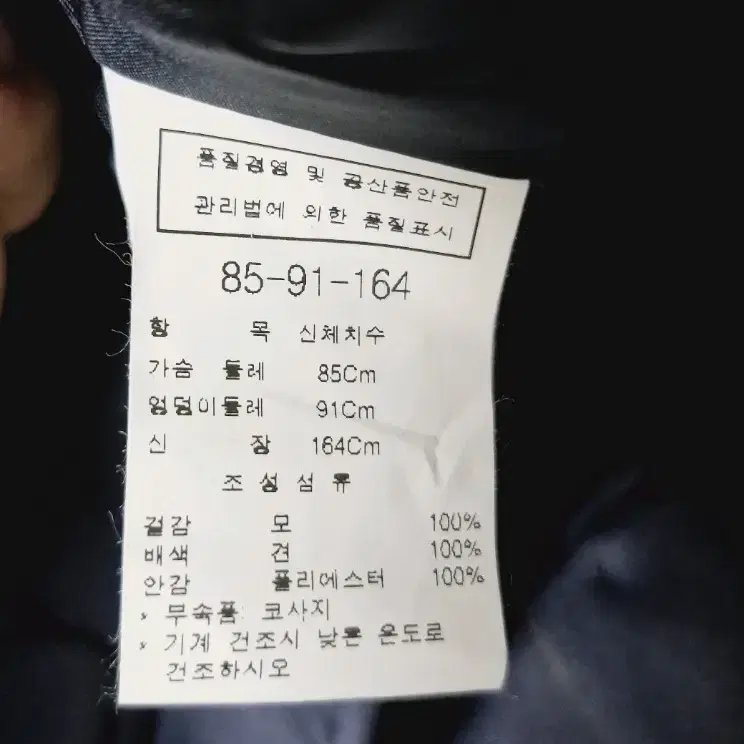 품질경영 및 공산품안전
관리법에 의한 품질표시
85-91-164
항 목 신체치수
가슴 둘레 85Cm
엉덩이둘레 91Cm
신 장 164Cm
조 성 섬 유
겉감 모 100%
배색 견 100%
안감 폴리에스터 100%
* 부속품: 코사지
* 기계 건조시 낮은 온도로
건조하시오